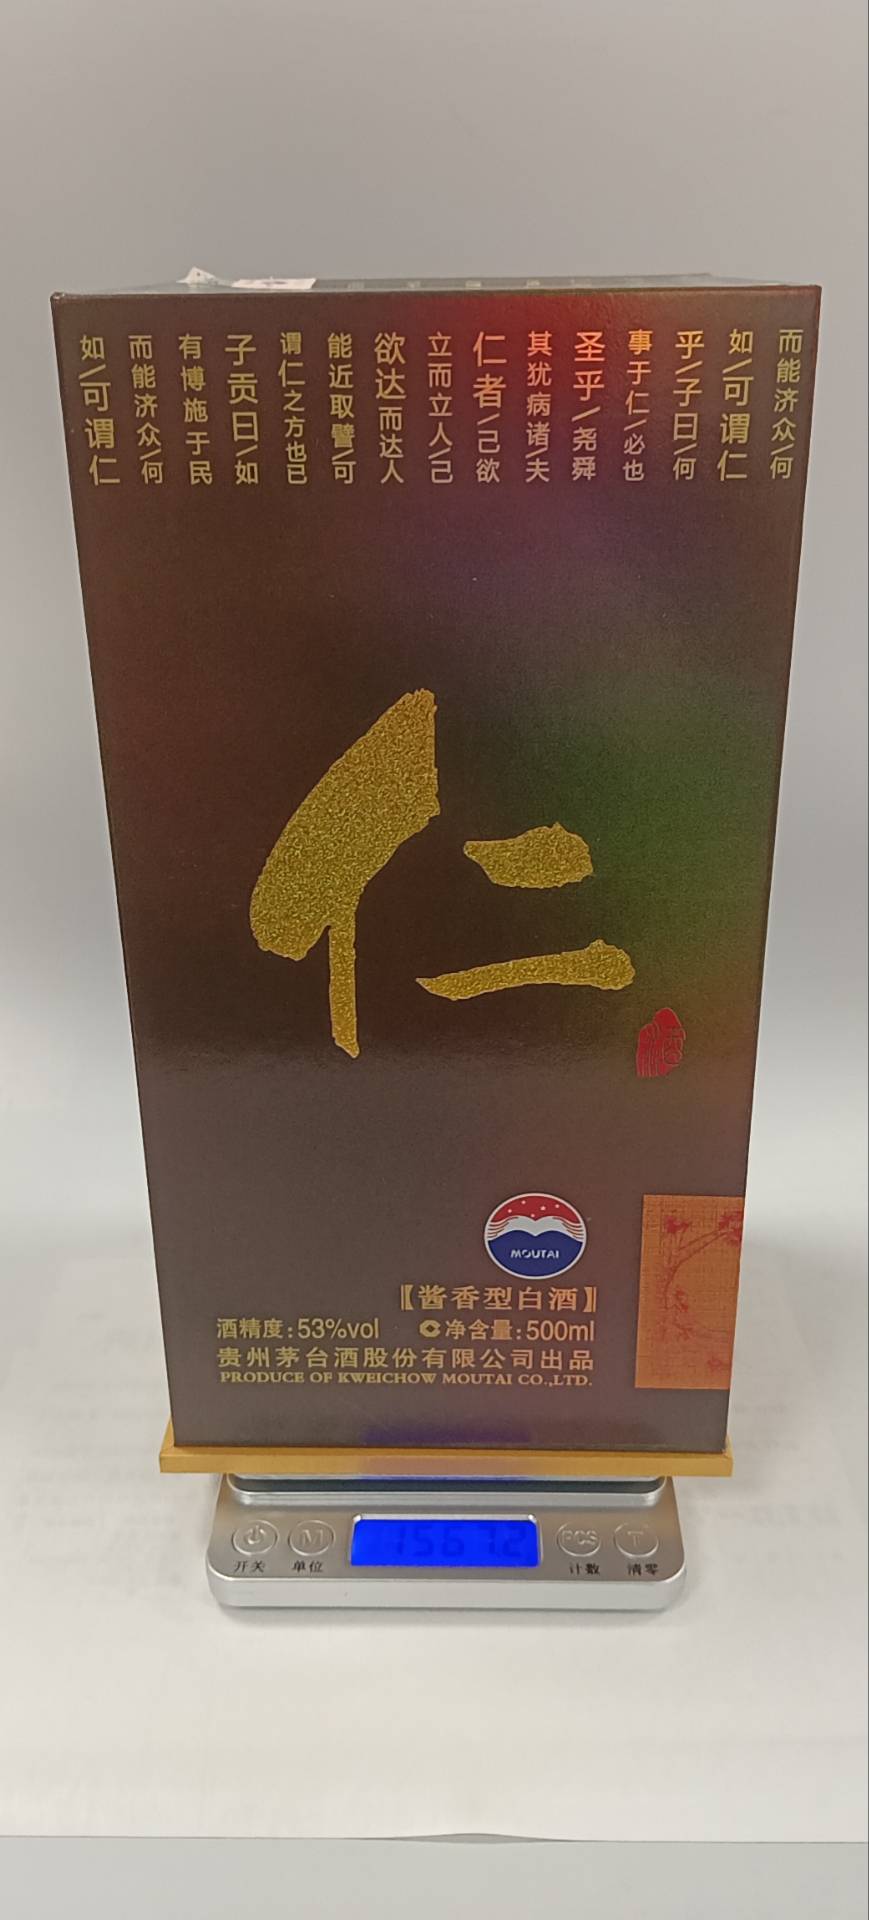 如/可谓仁
而能济众/何
有博施于民
子贡曰/如
谓仁之方也已
能近取譬/可
欲达而达人
立而立人/己
仁者/己欲
其犹病诸/夫
圣乎/尧舜
事于仁/必也
乎/子曰/何
如/可谓仁
而能济众/何
仁
酒
MOUTAI
【酱香型白酒】
酒精度:53%vol 净含量:500ml
贵州茅台酒股份有限公司出品
PRODUCE OF KWEICHOW MOUTAI CO.,LTD.
M 1567.2 PCS T
开关 单位 计数 清零